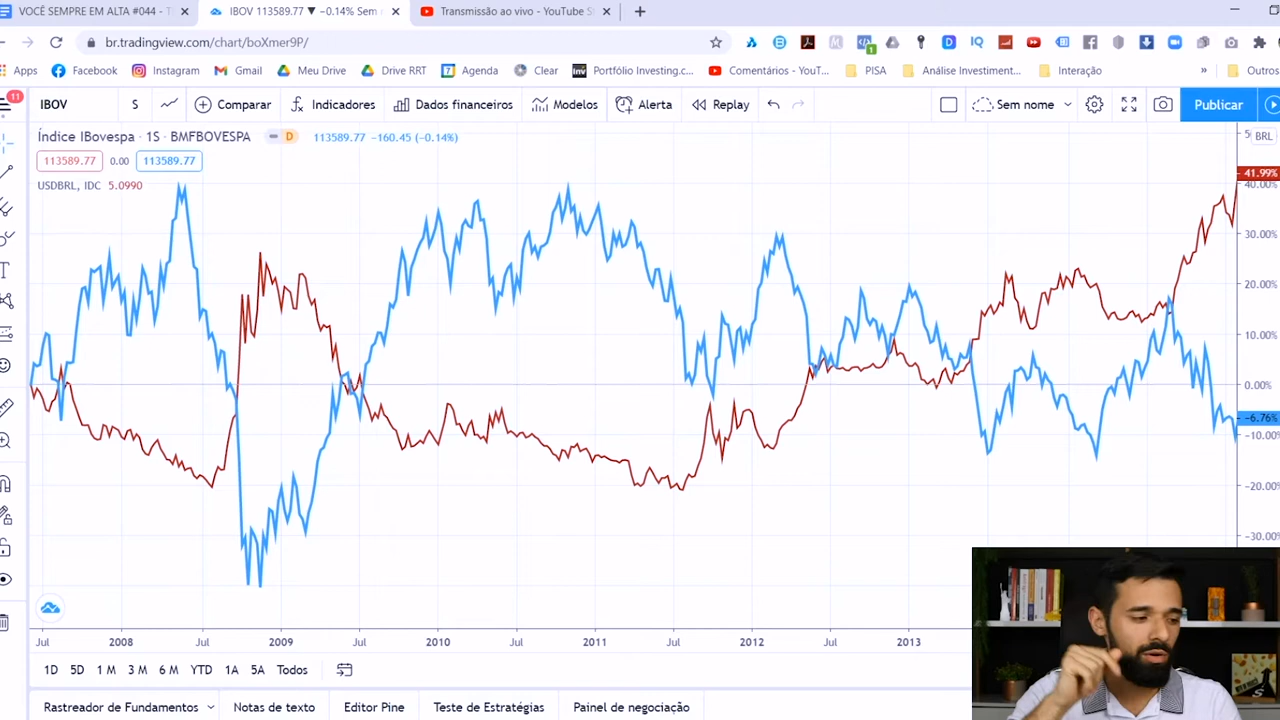 VOCÊ SEMPRE EM ALTA #044 - T
IBOV 113589.77 ▼ −0.14% Sem n
Transmissão ao vivo - YouTube S
br.tradingview.com/chart/boXmer9P/
1
Apps
Facebook
Instagram
Gmail
Meu Drive
Drive RRT
Agenda
Clear
Portfólio Investing.c...
Comentários - YouT...
PISA
Análise Investiment...
Interação
»
Outros
11
IBOV
S
Comparar
Indicadores
Dados financeiros
Modelos
Alerta
Replay
Sem nome
Publicar
Índice IBovespa · 1S · BMFBOVESPA
D
113589.77 −160.45 (−0.14%)
BRL
113589.77 0.00 113589.77
USDBRL, IDC 5.0990
41.99%
40.00%
30.00%
20.00%
10.00%
0.00%
−6.76%
−10.00%
−20.00%
−30.00%
Jul 2008 Jul 2009 Jul 2010 Jul 2011 Jul 2012 Jul 2013
1D 5D 1 M 3 M 6 M YTD 1A 5A Todos
Rastreador de Fundamentos
Notas de texto
Editor Pine
Teste de Estratégias
Painel de negociação